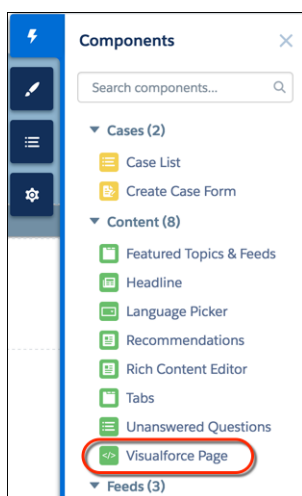 Components
Search components...
Cases (2)
Case List
Create Case Form
Content (8)
Featured Topics & Feeds
Headline
Language Picker
Recommendations
Rich Content Editor
Tabs
Unanswered Questions
Visualforce Page
Feeds (3)